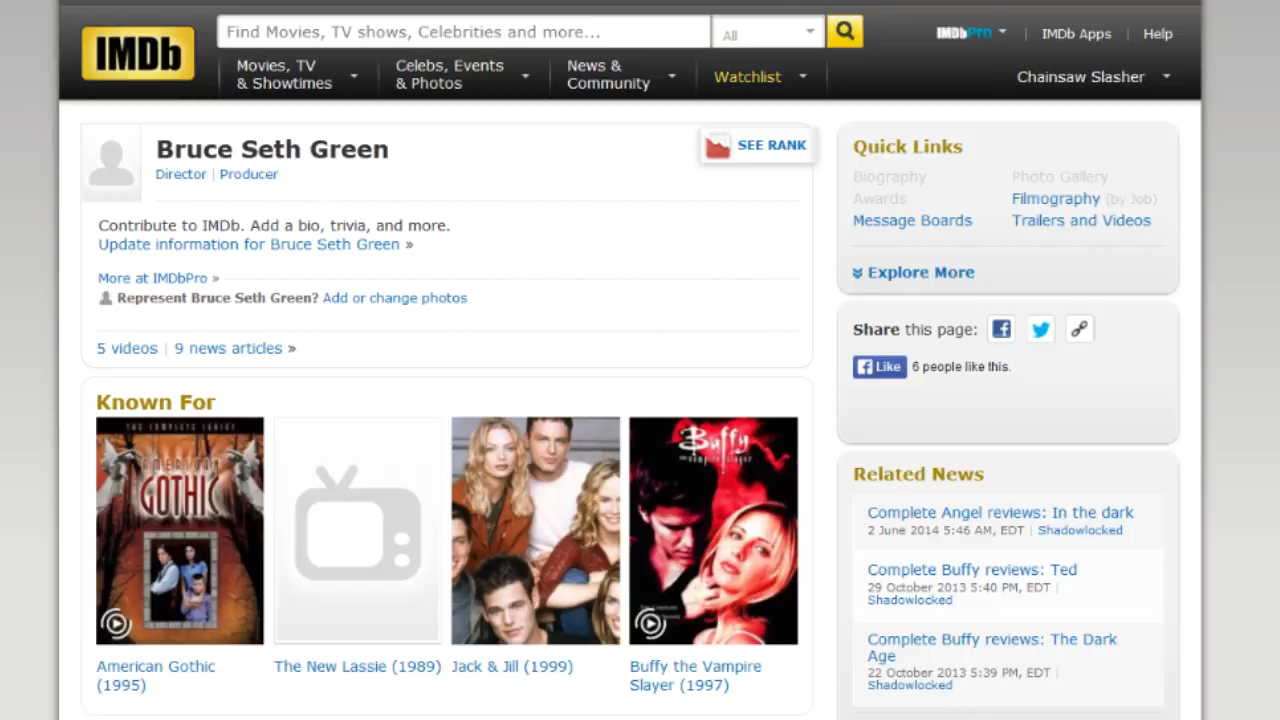 IMDb
Find Movies, TV shows, Celebrities and more...
All
IMDbPro
IMDb Apps
Help
Movies, TV
& Showtimes
Celebs, Events
& Photos
News &
Community
Watchlist
Chainsaw Slasher
Bruce Seth Green
Director | Producer
SEE RANK
Contribute to IMDb. Add a bio, trivia, and more.
Update information for Bruce Seth Green »
More at IMDbPro »
Represent Bruce Seth Green? Add or change photos
5 videos | 9 news articles »
Known For
THE COMPLETE SERIES
AMERICAN
GOTHIC
Buffy
American Gothic
(1995)
The New Lassie (1989)
Jack & Jill (1999)
Buffy the Vampire
Slayer (1997)
Quick Links
Biography
Photo Gallery
Awards
Filmography (by Job)
Message Boards
Trailers and Videos
Explore More
Share this page:
Like
6 people like this.
Related News
Complete Angel reviews: In the dark
2 June 2014 5:46 AM, EDT | Shadowlocked
Complete Buffy reviews: Ted
29 October 2013 5:40 PM, EDT |
Shadowlocked
Complete Buffy reviews: The Dark
Age
22 October 2013 5:39 PM, EDT |
Shadowlocked